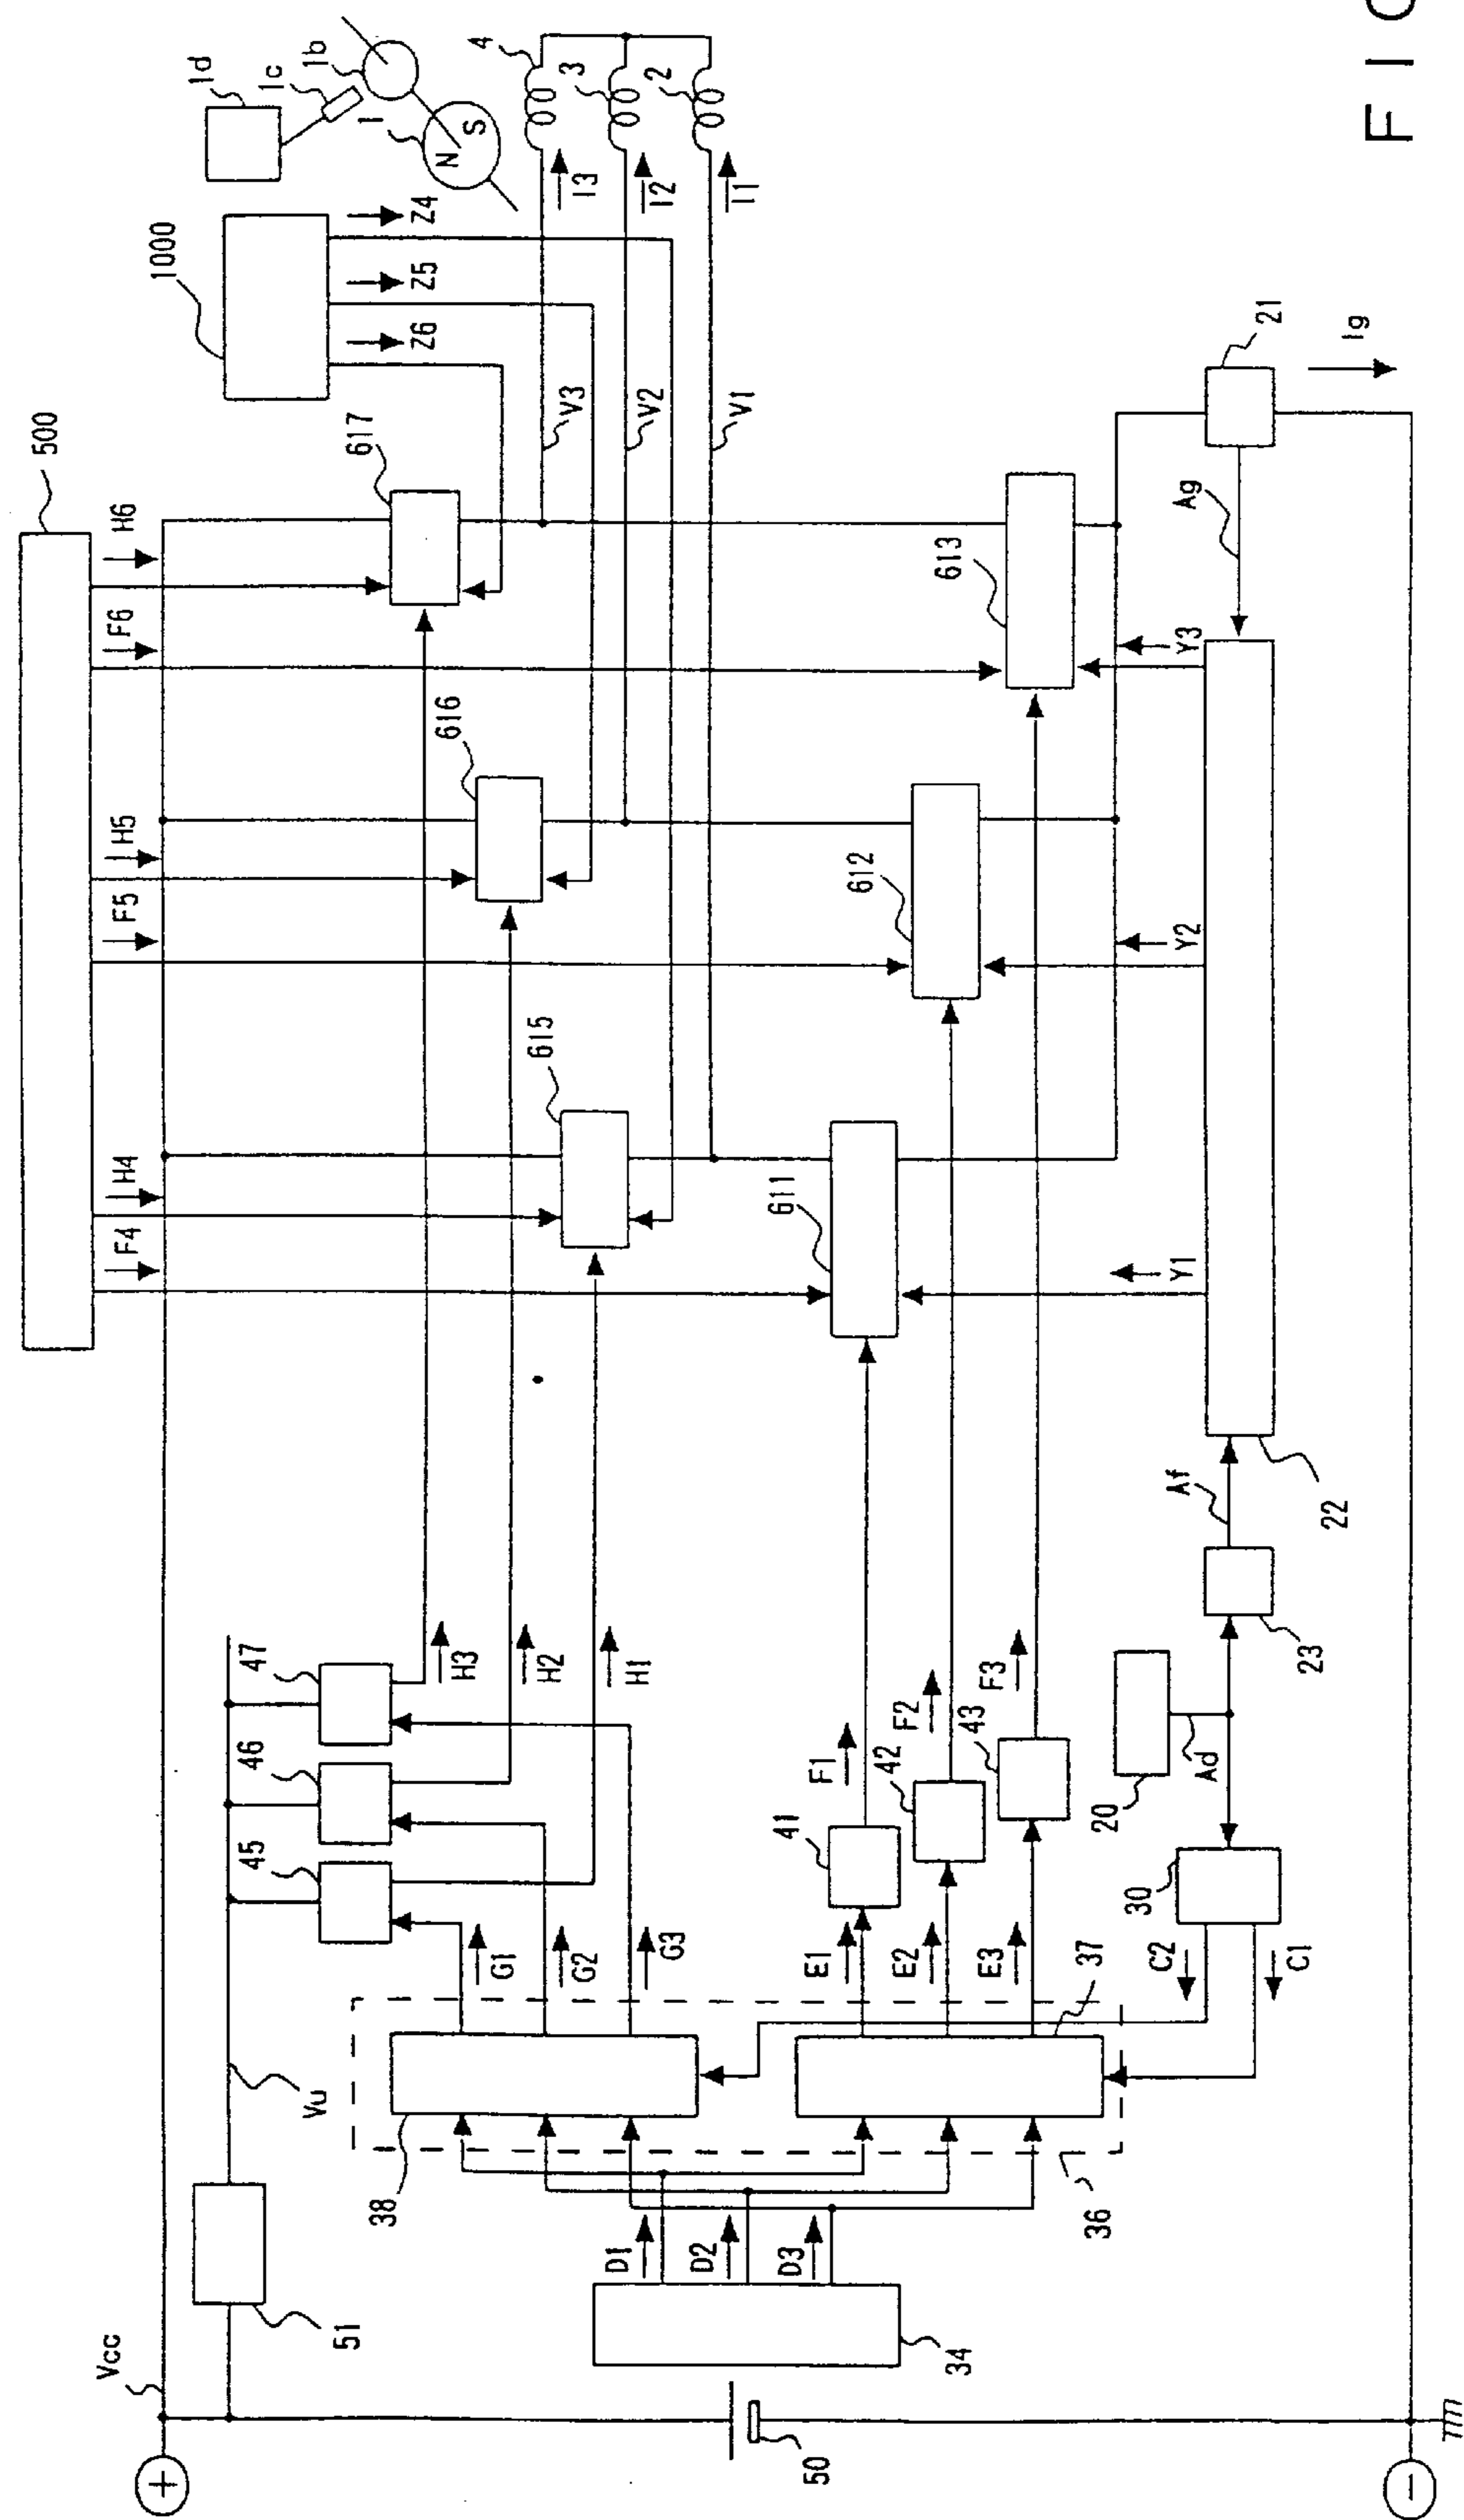 FIG
1d
1c
1b
1
N
S
4
3
2
I3
I2
I1
1000
Z4
Z5
Z6
V3
V2
V1
500
H6
F6
H5
F5
H4
F4
617
616
615
613
612
611
21
Ig
Ag
Y3
Y2
Y1
22
Af
23
20
Ad
30
C2
C1
47
46
45
H3
H2
H1
G1
G2
G3
F1
F2
F3
41
42
43
E1
E2
E3
37
36
38
Vu
51
Vcc
D1
D2
D3
34
50
+
−